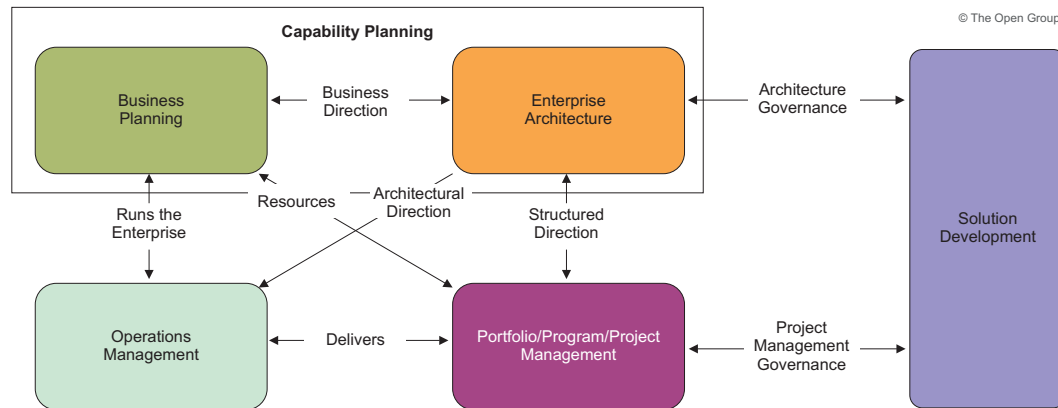 © The Open Group
Capability Planning
Business
Planning
Business
Direction
Enterprise
Architecture
Architecture
Governance
Runs the
Enterprise
Resources
Architectural
Direction
Structured
Direction
Solution
Development
Operations
Management
Delivers
Portfolio/Program/Project
Management
Project
Management
Governance